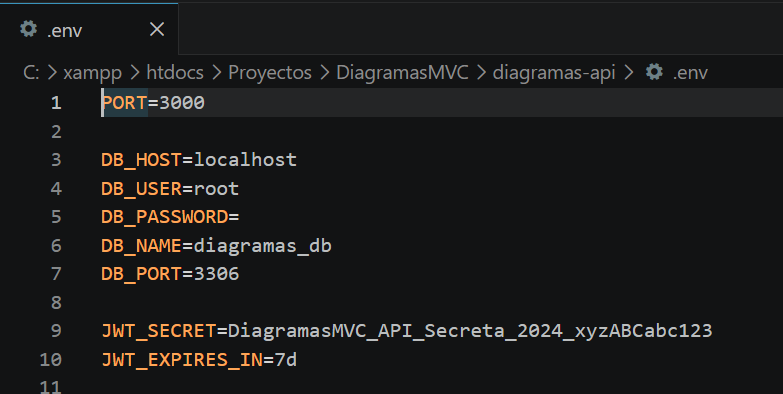 .env
C: > xampp > htdocs > Proyectos > DiagramasMVC > diagramas-api > .env
1 PORT=3000
2
3 DB_HOST=localhost
4 DB_USER=root
5 DB_PASSWORD=
6 DB_NAME=diagramas_db
7 DB_PORT=3306
8
9 JWT_SECRET=DiagramasMVC_API_Secreta_2024_xyzABCabc123
10 JWT_EXPIRES_IN=7d
11